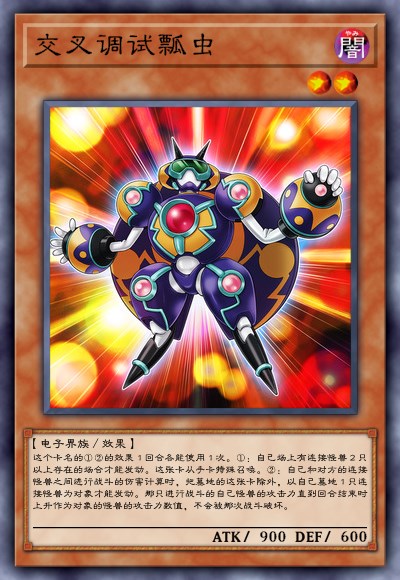 交叉调试瓢虫
やみ
闇
【电子界族／效果】
这个卡名的①②的效果１回合各能使用１次。①：自己场上有连接怪兽２只
以上存在的场合才能发动。这张卡从手卡特殊召唤。②：自己和对方的连接
怪兽之间进行战斗的伤害计算时，把墓地的这张卡除外，以自己墓地１只连
接怪兽为对象才能发动。那只进行战斗的自己怪兽的攻击力直到回合结束时
上升作为对象的怪兽的攻击力数值，不会被那次战斗破坏。
ATK/ 900 DEF/ 600